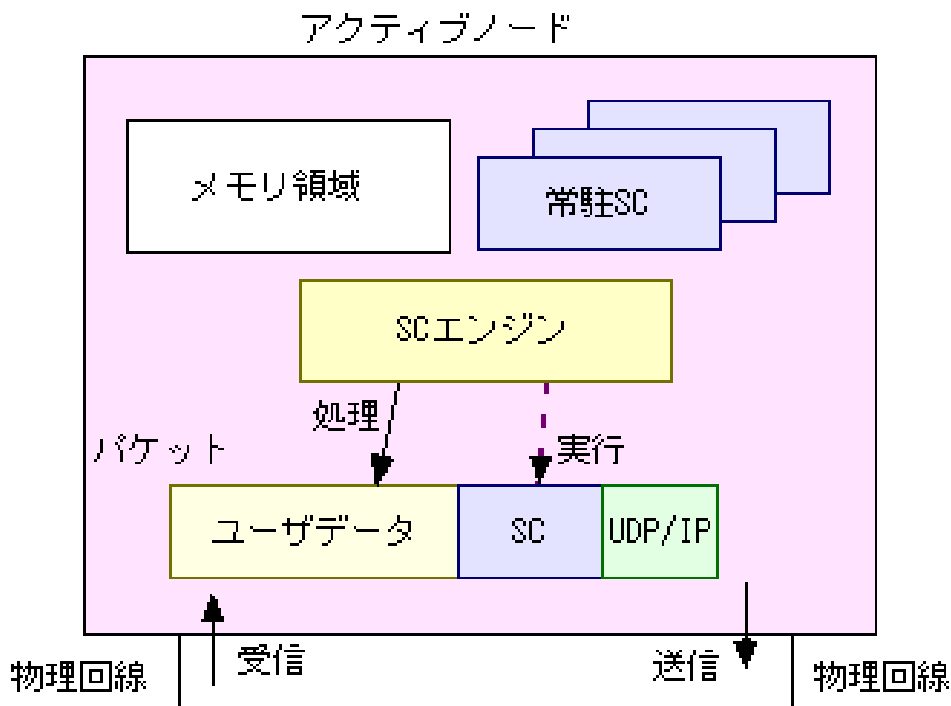 アクティブノード
メモリ領域
常駐SC
SCエンジン
処理
実行
パケット
ユーザデータ
SC
UDP/IP
受信
送信
物理回線
物理回線